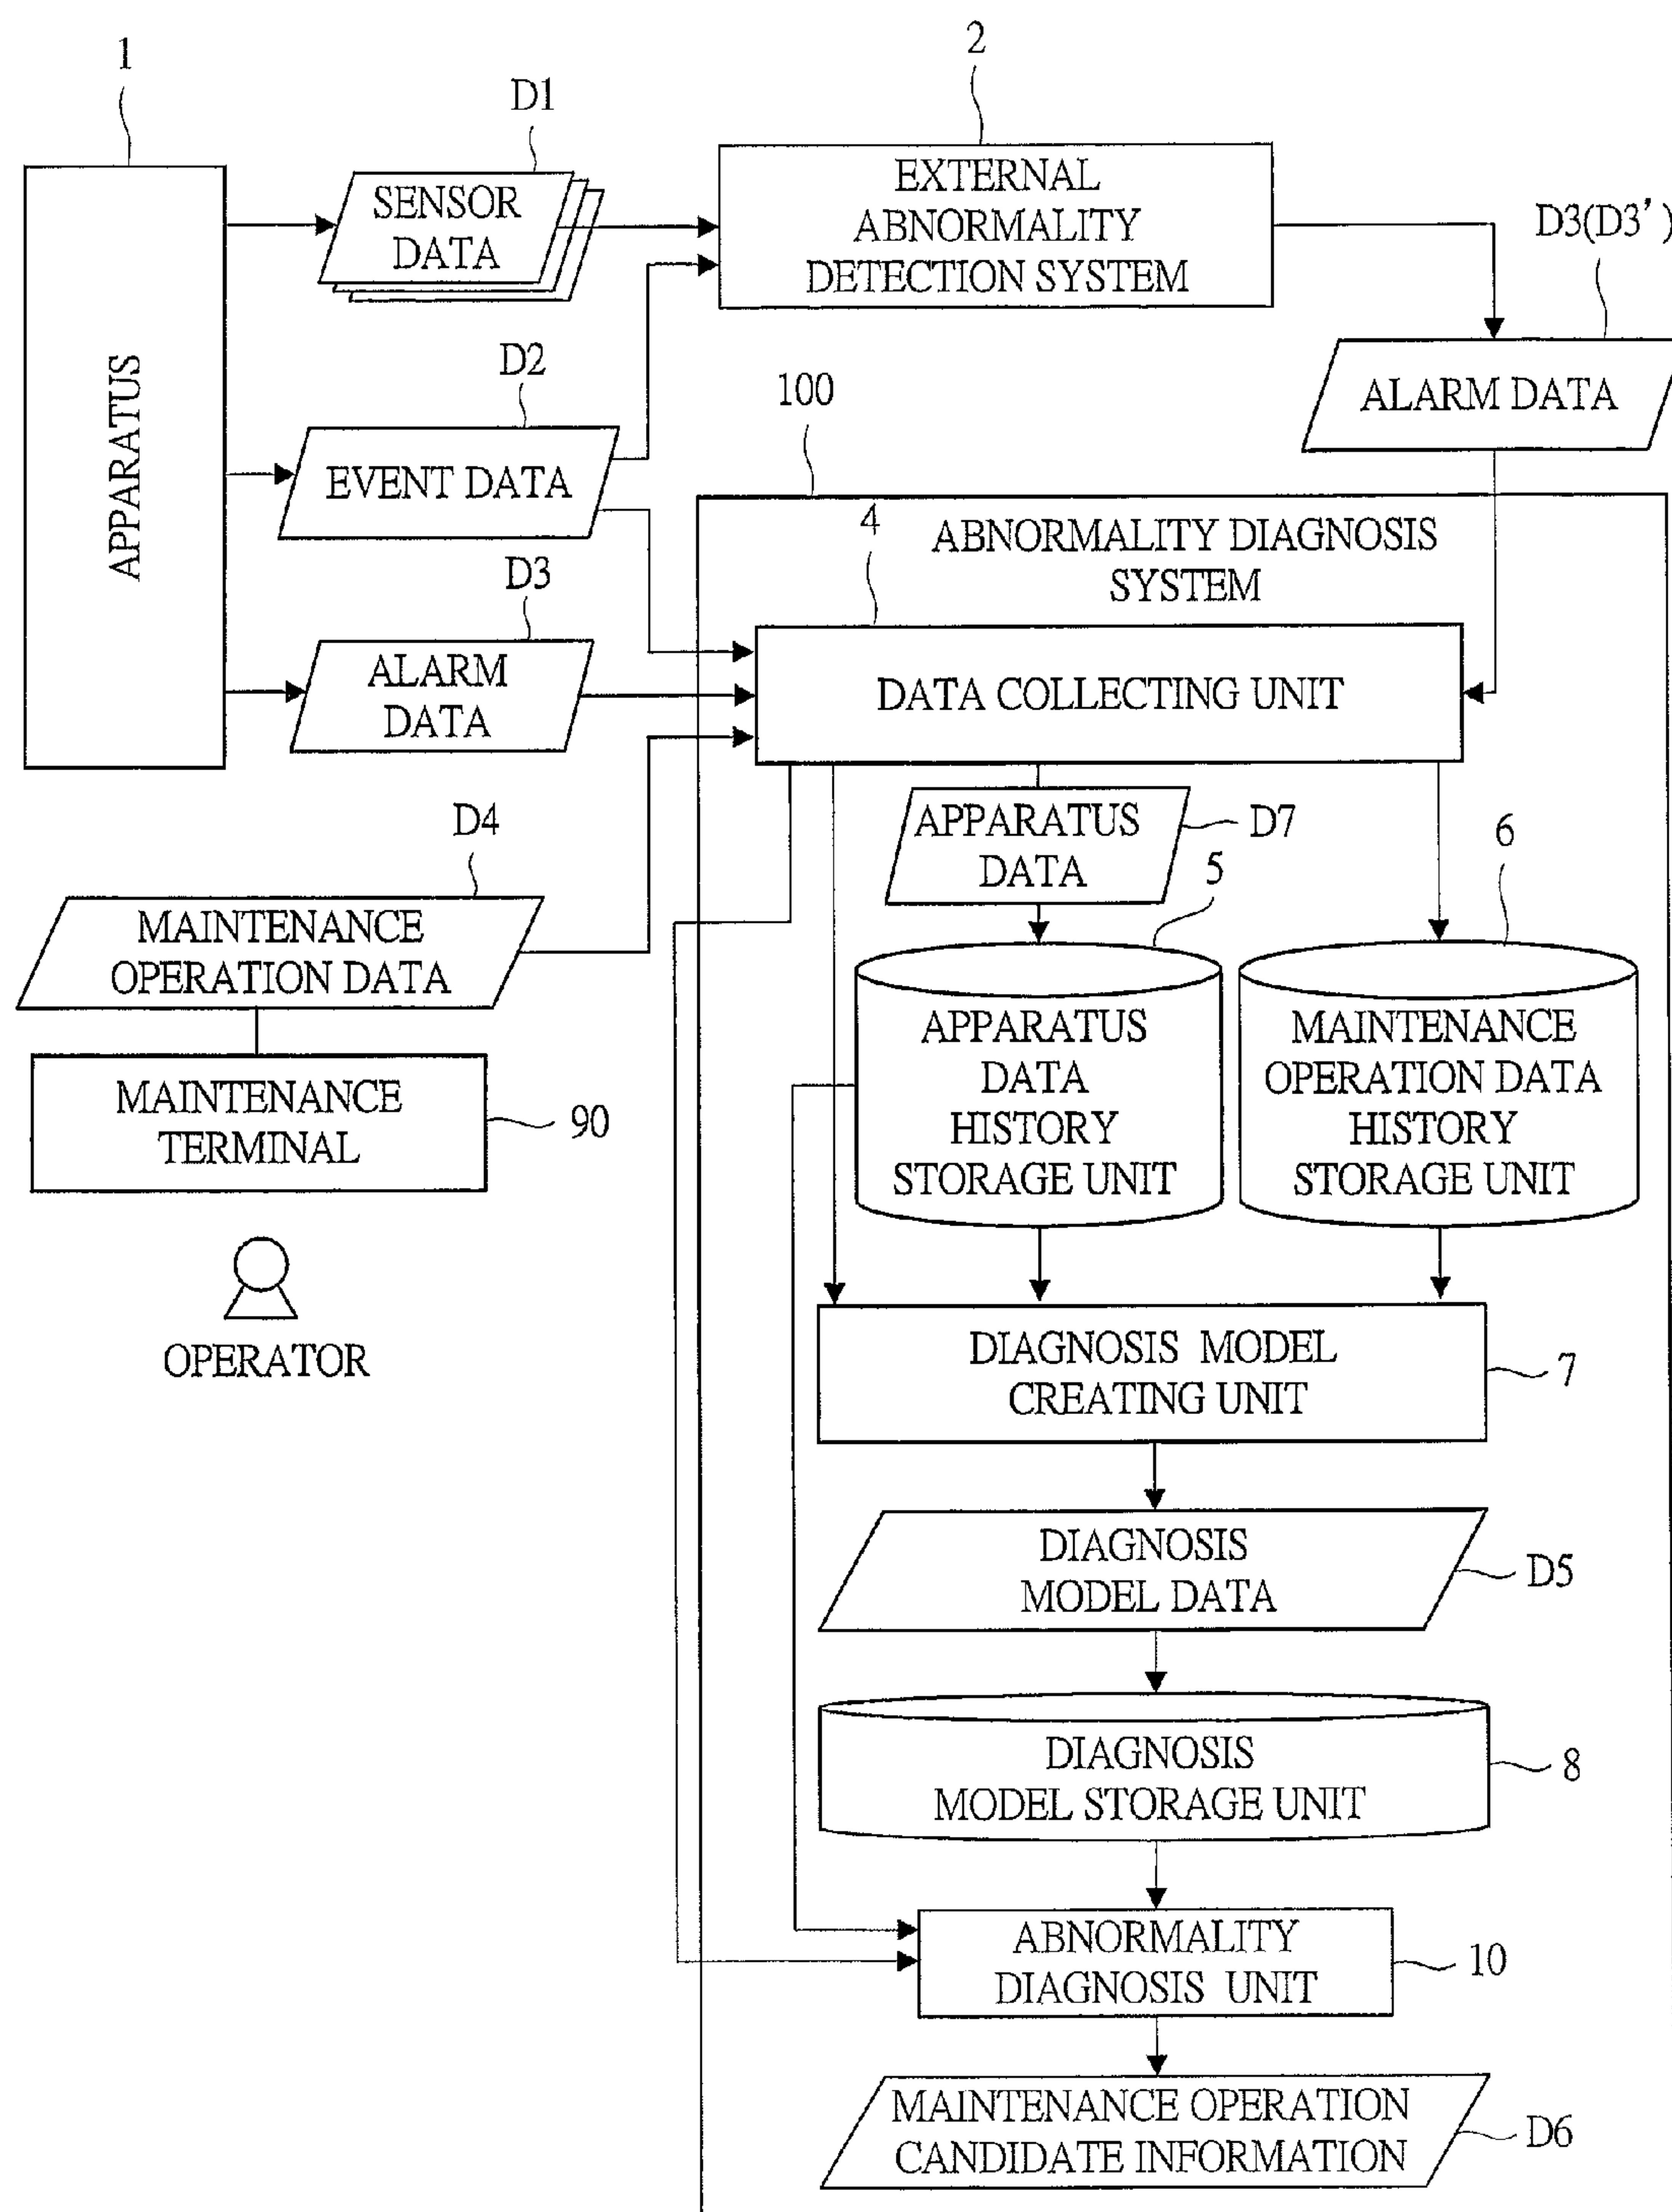 1
2
D1
SENSOR
DATA
EXTERNAL
ABNORMALITY
DETECTION SYSTEM
D3(D3')
APPARATUS
D2
EVENT DATA
100
ALARM DATA
4
ABNORMALITY DIAGNOSIS
SYSTEM
D3
ALARM
DATA
DATA COLLECTING UNIT
D4
MAINTENANCE
OPERATION DATA
APPARATUS
DATA
D7
5
6
MAINTENANCE
TERMINAL
90
APPARATUS
DATA
HISTORY
STORAGE UNIT
MAINTENANCE
OPERATION DATA
HISTORY
STORAGE UNIT
OPERATOR
DIAGNOSIS MODEL
CREATING UNIT
7
DIAGNOSIS
MODEL DATA
D5
DIAGNOSIS
MODEL STORAGE UNIT
8
ABNORMALITY
DIAGNOSIS UNIT
10
MAINTENANCE OPERATION
CANDIDATE INFORMATION
D6